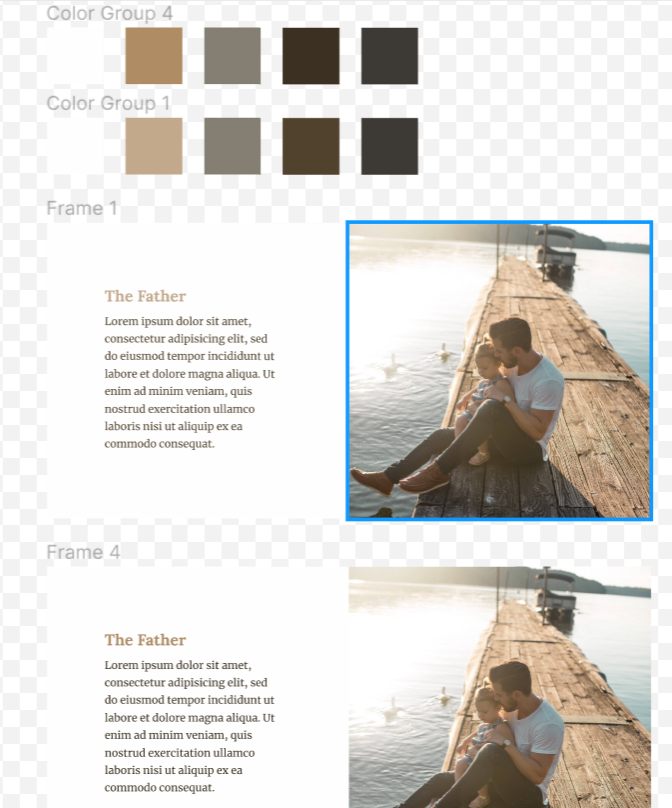 Color Group 4
Color Group 1
Frame 1
The Father
Lorem ipsum dolor sit amet,
consectetur adipisicing elit, sed
do eiusmod tempor incididunt ut
labore et dolore magna aliqua. Ut
enim ad minim veniam, quis
nostrud exercitation ullamco
laboris nisi ut aliquip ex ea
commodo consequat.
Frame 4
The Father
Lorem ipsum dolor sit amet,
consectetur adipisicing elit, sed
do eiusmod tempor incididunt ut
labore et dolore magna aliqua. Ut
enim ad minim veniam, quis
nostrud exercitation ullamco
laboris nisi ut aliquip ex ea
commodo consequat.